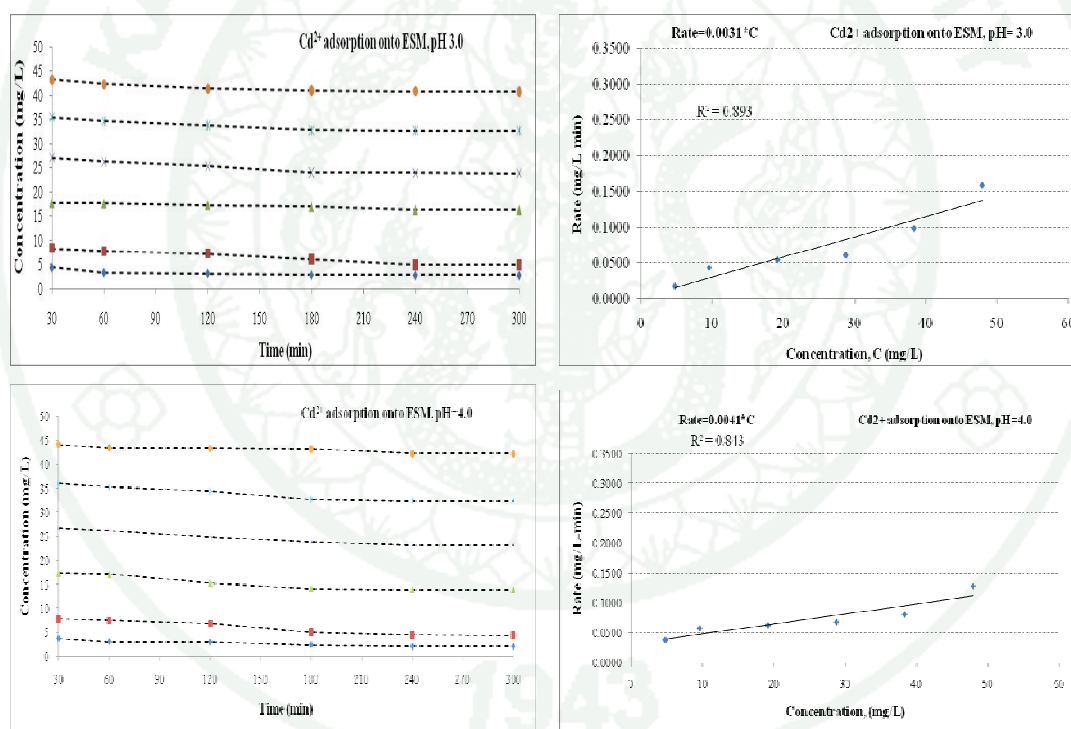 Cd²⁺ adsorption onto ESM, pH 3.0
Concentration (mg/L)
50
45
40
35
30
25
20
15
10
5
0
30 60 90 120 150 180 210 240 270 300
Time (min)
Rate=0.0031*C
Cd2+ adsorption onto ESM, pH= 3.0
R² = 0.893
Rate (mg/L min)
0.3500
0.3000
0.2500
0.2000
0.1500
0.1000
0.0500
0.0000
0 10 20 30 40 50 60
Concentration, C (mg/L)
Cd²⁺ adsorption onto ESM, pH=4.0
Concentration (mg/L)
50
45
40
35
30
25
20
15
10
5
0
30 60 90 120 150 180 210 240 270 300
Time (min)
Rate=0.0041*C
Cd2+ adsorption onto ESM, pH=4.0
R² = 0.843
Rate (mg/L-min)
0.3500
0.3000
0.2500
0.2000
0.1500
0.1000
0.0500
0.0000
0 10 20 30 40 50 60
Concentration, (mg/L)
1943